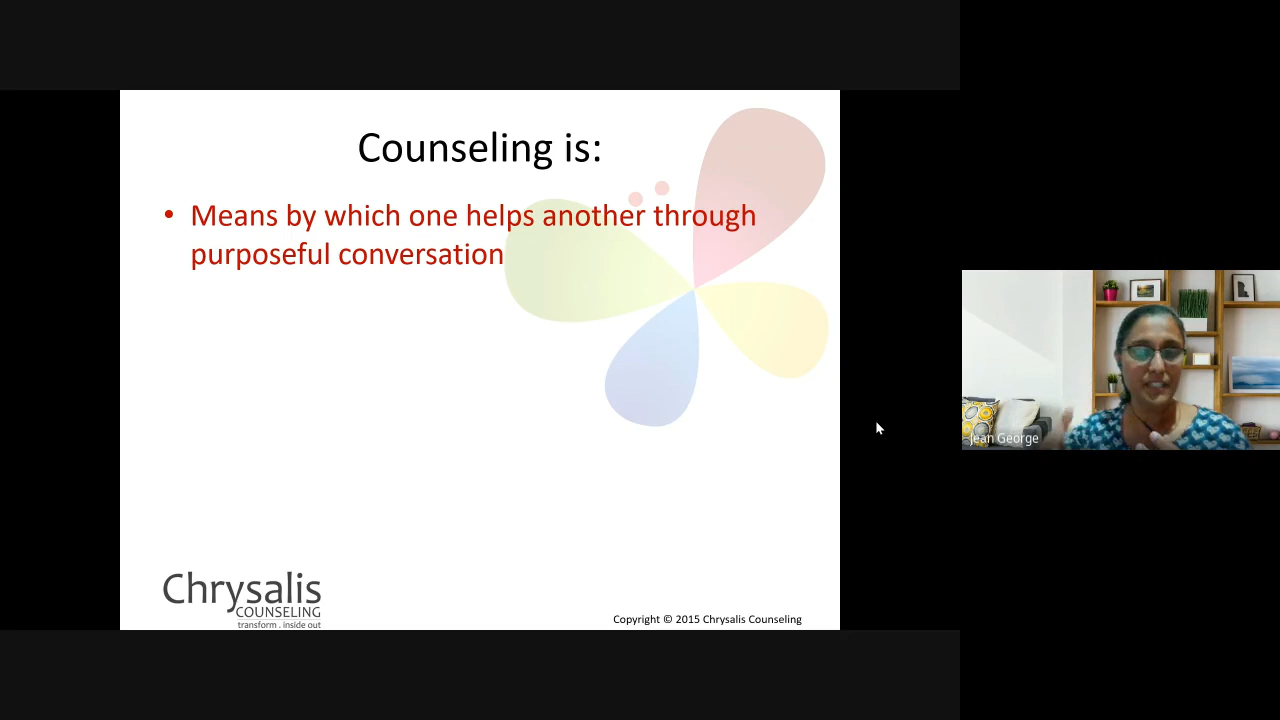 Counseling is:
• Means by which one helps another through
purposeful conversation
Jean George
Chrysalis
COUNSELING
transform . inside out
Copyright © 2015 Chrysalis Counseling